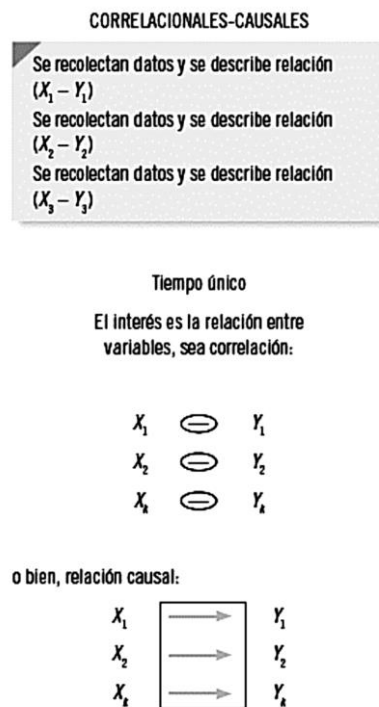 CORRELACIONALES-CAUSALES
Se recolectan datos y se describe relación
(X₁ – Y₁)
Se recolectan datos y se describe relación
(X₂ – Y₂)
Se recolectan datos y se describe relación
(X₃ – Y₃)
Tiempo único
El interés es la relación entre
variables, sea correlación:
X₁ Y₁
X₂ Y₂
Xₖ Yₖ
o bien, relación causal:
X₁ Y₁
X₂ Y₂
Xₖ Yₖ